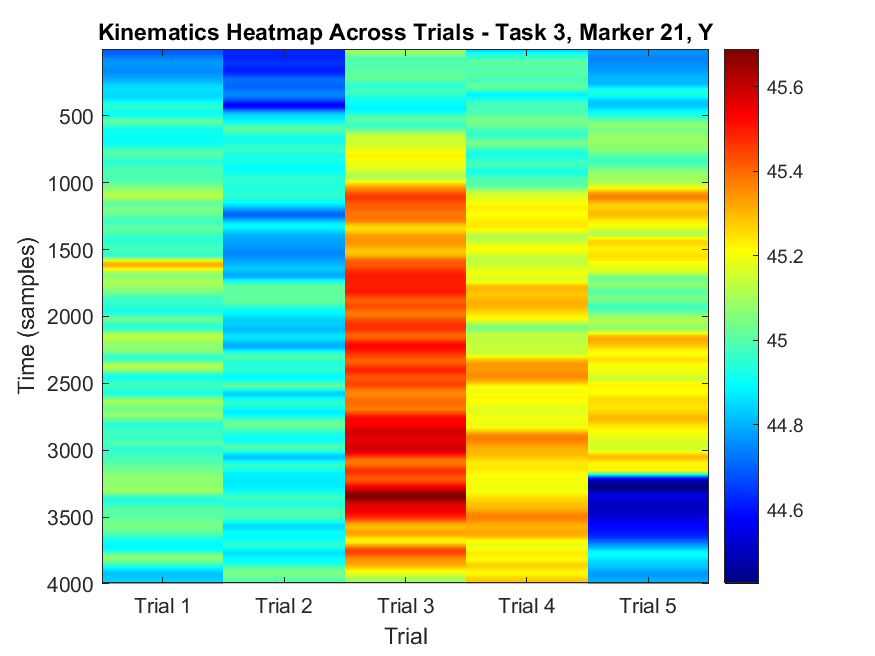 Kinematics Heatmap Across Trials - Task 3, Marker 21, Y
Time (samples)
500
1000
1500
2000
2500
3000
3500
4000
Trial 1
Trial 2
Trial 3
Trial 4
Trial 5
Trial
45.6
45.4
45.2
45
44.8
44.6